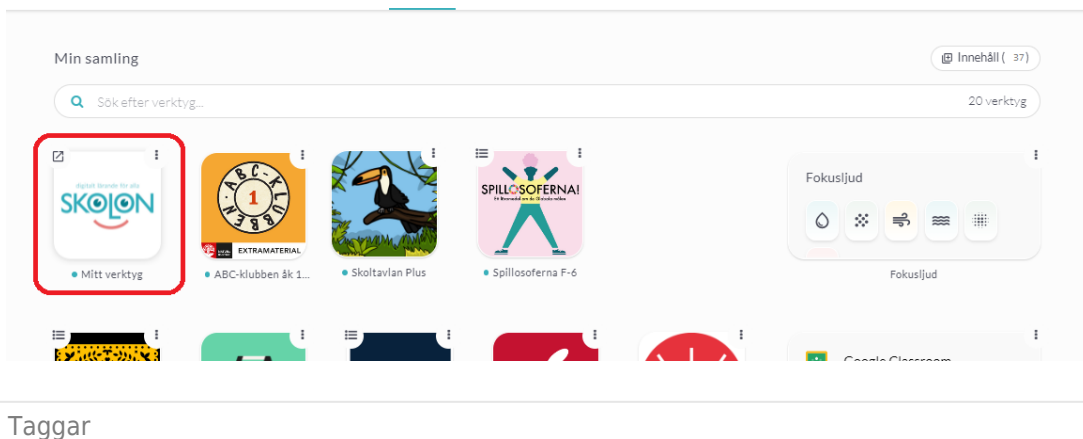 Min samling
Innehåll ( 37)
Sök efter verktyg...
20 verktyg
digitalt lärande för alla
SKOLON
Mitt verktyg
ABC-KLUBBEN
1
EXTRAMATERIAL
ABC-klubben åk 1...
Skoltavlan Plus
SPILLOSOFERNA!
Spillosoferna F-6
Fokusljud
Fokusljud
Google Classroom
Taggar